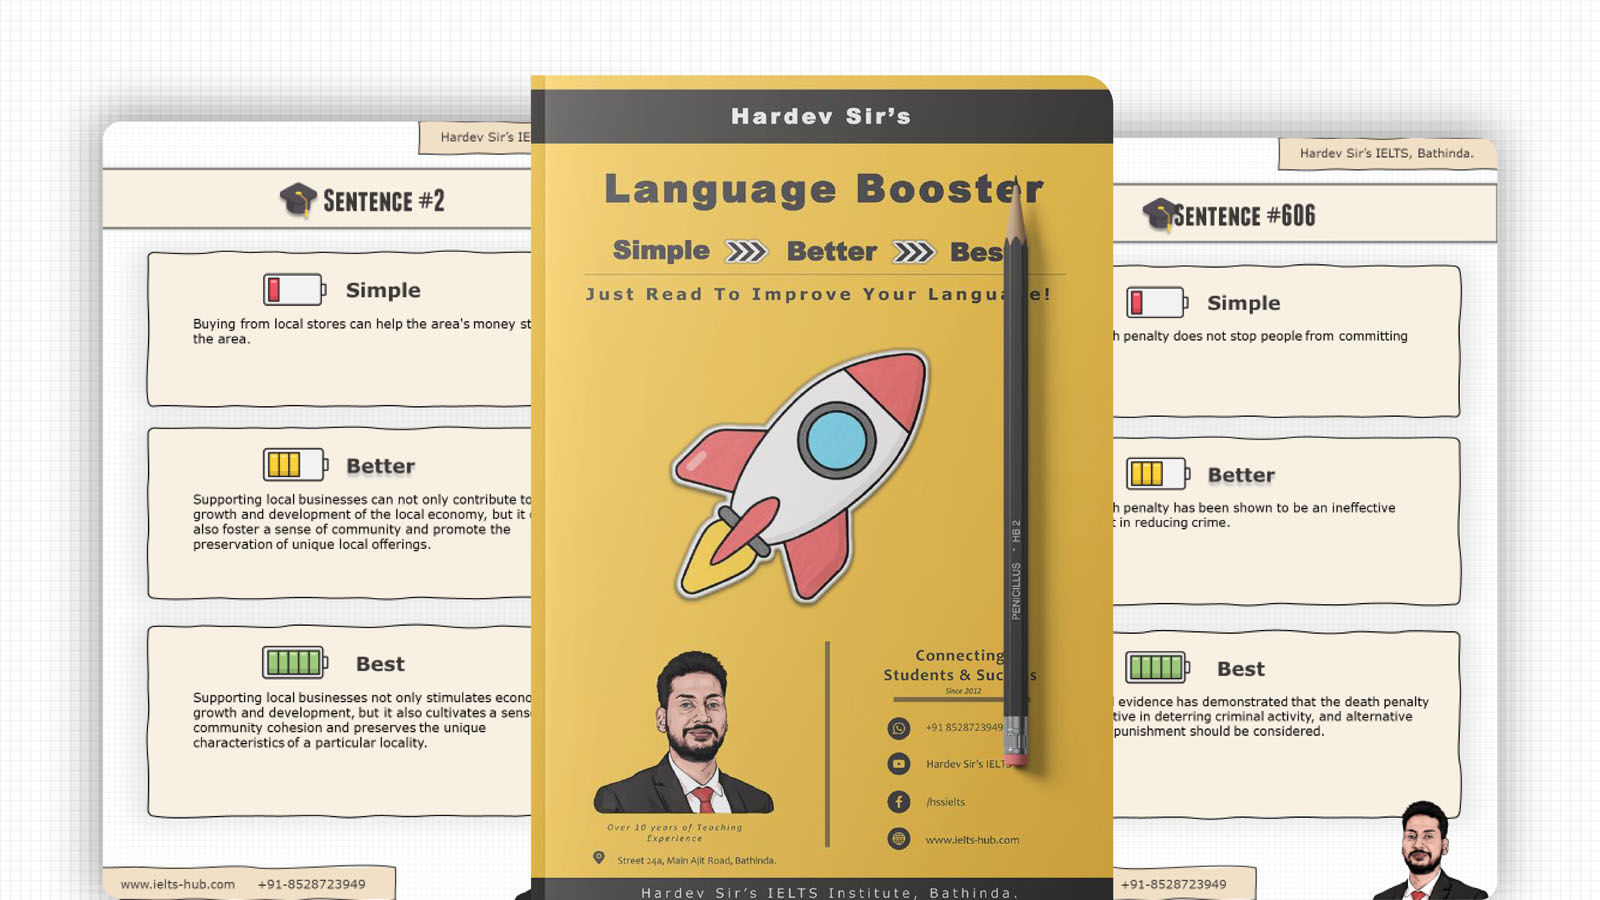 Hardev Sir's IE
Sentence #2
Simple
Buying from local stores can help the area's money st
the area.
Better
Supporting local businesses can not only contribute to
growth and development of the local economy, but it
also foster a sense of community and promote the
preservation of unique local offerings.
Best
Supporting local businesses not only stimulates econo
growth and development, but it also cultivates a sens
community cohesion and preserves the unique
characteristics of a particular locality.
www.ielts-hub.com +91-8528723949
Hardev Sir's
Language Booster
Simple Better Bes
Just Read To Improve Your Language!
Connecting
Students & Success
Since 2012
+91 8528723949
Hardev Sir's IELTS
/hssielts
www.ielts-hub.com
Over 10 years of Teaching
Experience
Street 24a, Main Ajit Road, Bathinda.
Hardev Sir's IELTS Institute, Bathinda.
PENICILLUS • HB 2
Hardev Sir's IELTS, Bathinda.
Sentence #606
Simple
h penalty does not stop people from committing
Better
h penalty has been shown to be an ineffective
t in reducing crime.
Best
l evidence has demonstrated that the death penalty
tive in deterring criminal activity, and alternative
punishment should be considered.
+91-8528723949